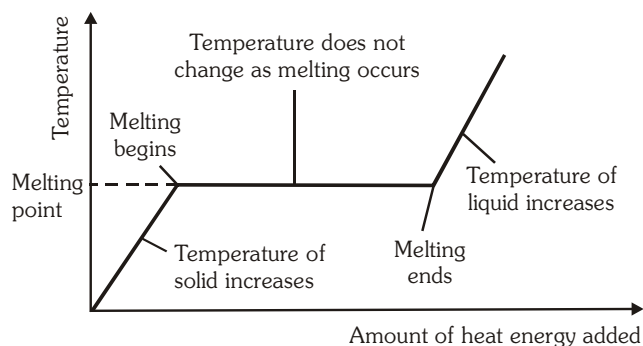 Temperature
Temperature does not
change as melting occurs
Melting
begins
Melting
point
Temperature of
liquid increases
Temperature of
solid increases
Melting
ends
Amount of heat energy added